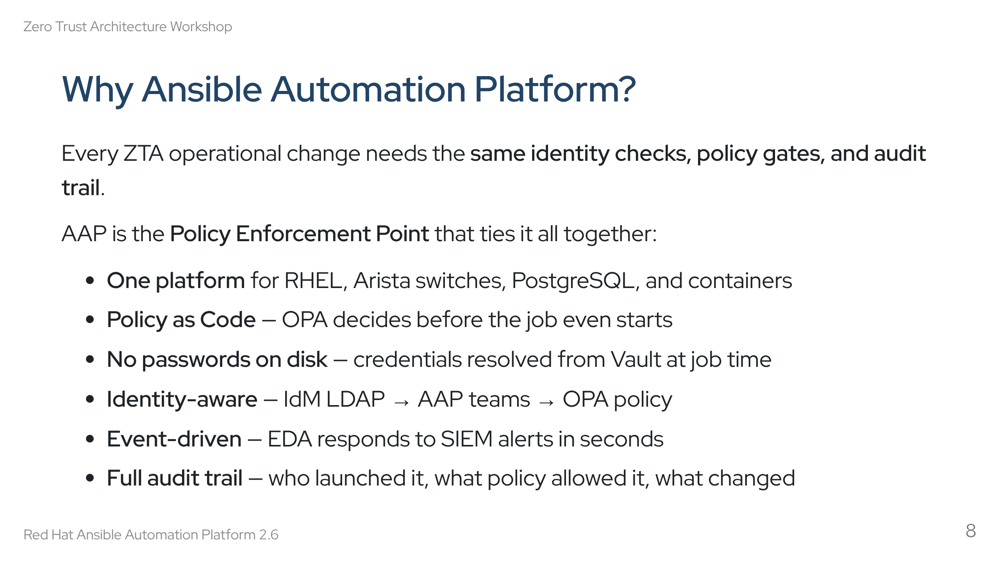 Zero Trust Architecture Workshop
Why Ansible Automation Platform?
Every ZTA operational change needs the same identity checks, policy gates, and audit
trail.
AAP is the Policy Enforcement Point that ties it all together:
• One platform for RHEL, Arista switches, PostgreSQL, and containers
• Policy as Code — OPA decides before the job even starts
• No passwords on disk — credentials resolved from Vault at job time
• Identity-aware — IdM LDAP → AAP teams → OPA policy
• Event-driven — EDA responds to SIEM alerts in seconds
• Full audit trail — who launched it, what policy allowed it, what changed
Red Hat Ansible Automation Platform 2.6
8